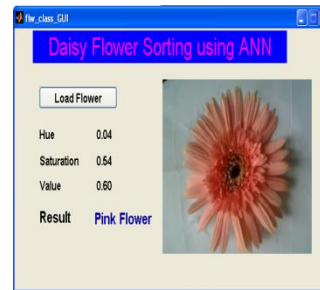 flw_class_GUI
Daisy Flower Sorting using ANN
Load Flower
Hue 0.04
Saturation 0.54
Value 0.60
Result Pink Flower